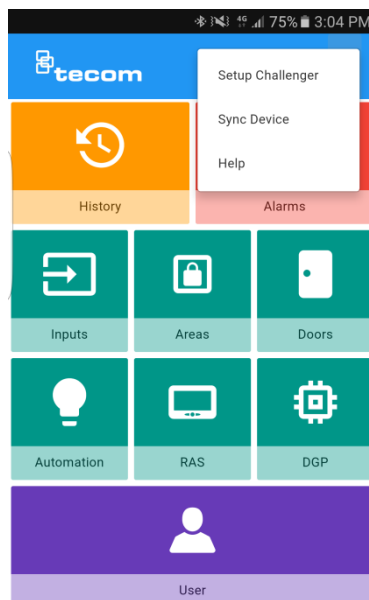 4G 75% 3:04 PM
tecom
Setup Challenger
Sync Device
Help
History Alarms
Inputs Areas Doors
Automation RAS DGP
User